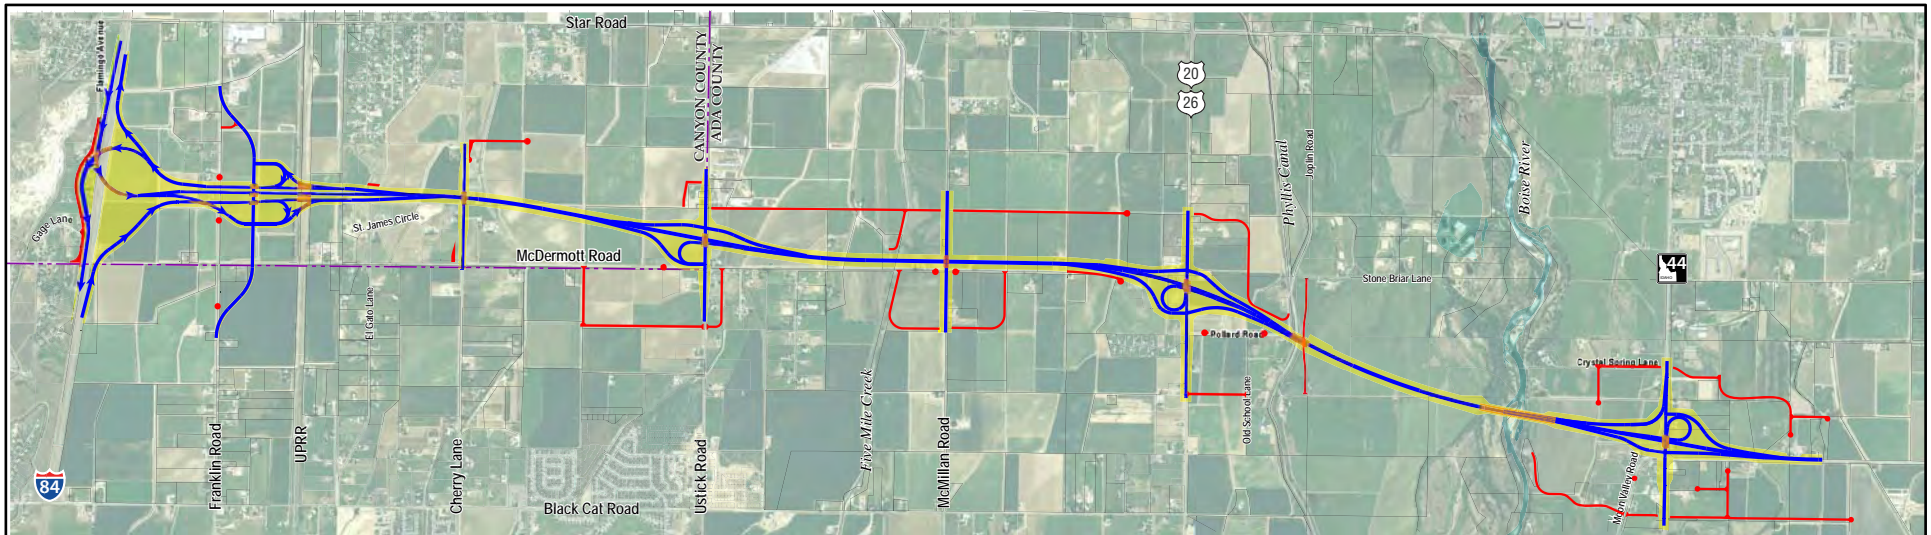 Star Road
Flamingo Avenue
CANYON COUNTY
ADA COUNTY
20
26
Phyllis Canal
Joplin Road
Boise River
Gage Lane
St. James Circle
McDermott Road
44
Stone Briar Lane
El Gato Lane
Pollard Road
Crystal Spring Lane
Old School Lane
Five Mile Creek
Franklin Road
UPRR
Cherry Lane
Ustick Road
McMillan Road
Moon Valley Road
84
Black Cat Road